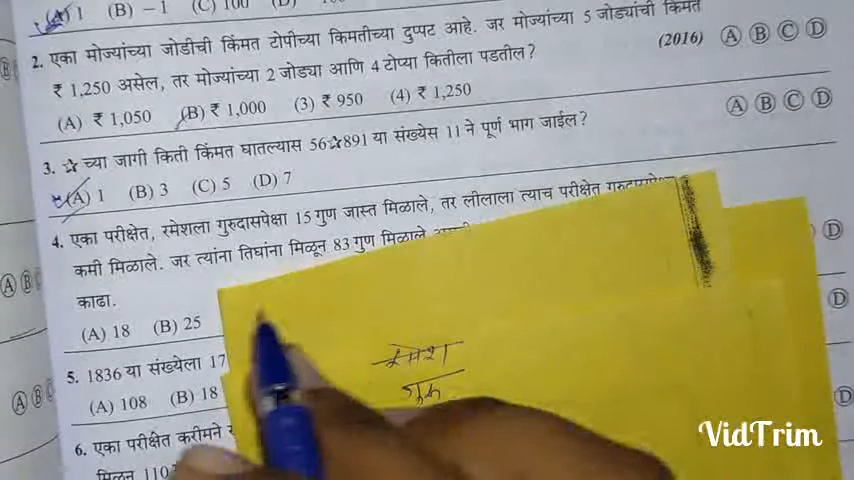 (A) 1 (B) – 1 (C) 100 (D)
2. एका मोज्यांच्या जोडीची किंमत टोपीच्या किमतीच्या दुप्पट आहे. जर मोज्यांच्या 5 जोड्यांची किंमत
₹ 1,250 असेल, तर मोज्यांच्या 2 जोड्या आणि 4 टोप्या कितीला पडतील?
(2016) Ⓐ Ⓑ Ⓒ Ⓓ
(A) ₹ 1,050 (B) ₹ 1,000 (3) ₹ 950 (4) ₹ 1,250
3. ☆ च्या जागी किती किंमत घातल्यास 56☆891 या संख्येस 11 ने पूर्ण भाग जाईल?
Ⓐ Ⓑ Ⓒ Ⓓ
(A) 1 (B) 3 (C) 5 (D) 7
4. एका परीक्षेत, रमेशला गुरुदासपेक्षा 15 गुण जास्त मिळाले, तर लीलाला त्याच परीक्षेत
कमी मिळाले. जर त्यांना तिघांना मिळून 83 गुण मिळाले
काढा.
Ⓓ
(A) 18 (B) 25
Ⓓ
5. 1836 या संख्येला 17
(A) 108 (B) 18
Ⓓ
6. एका परीक्षेत करीमने
मिळून 110
रमेश
गुरु
Ⓐ Ⓑ
Ⓐ Ⓑ
VidTrim